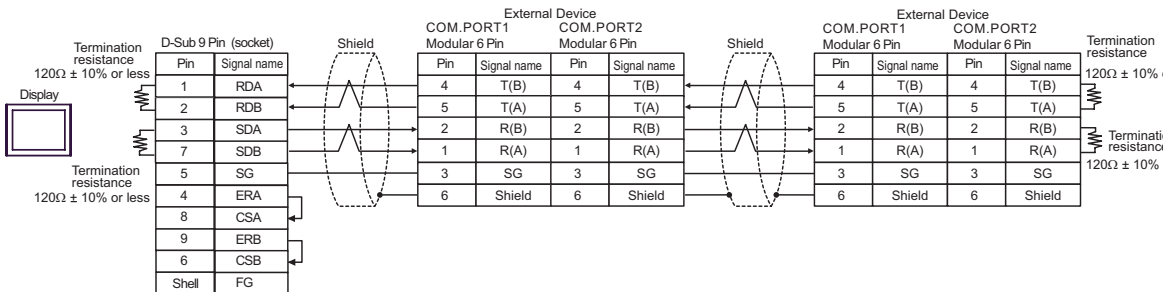 External Device
External Device
COM.PORT1 COM.PORT2
COM.PORT1 COM.PORT2
Termination resistance
120Ω ± 10% or less
D-Sub 9 Pin (socket)
Shield
Modular 6 Pin Modular 6 Pin
Shield
Modular 6 Pin Modular 6 Pin
Termination resistance
120Ω ± 10%
Display
Pin Signal name
Pin Signal name Pin Signal name
Pin Signal name Pin Signal name
1 RDA
4 T(B) 4 T(B)
4 T(B) 4 T(B)
2 RDB
5 T(A) 5 T(A)
5 T(A) 5 T(A)
3 SDA
2 R(B) 2 R(B)
2 R(B) 2 R(B)
7 SDB
1 R(A) 1 R(A)
1 R(A) 1 R(A)
resistance
120Ω ± 10%
Termination resistance
120Ω ± 10% or less
5 SG
3 SG 3 SG
3 SG 3 SG
4 ERA
6 Shield 6 Shield
6 Shield 6 Shield
8 CSA
9 ERB
6 CSB
Shell FG